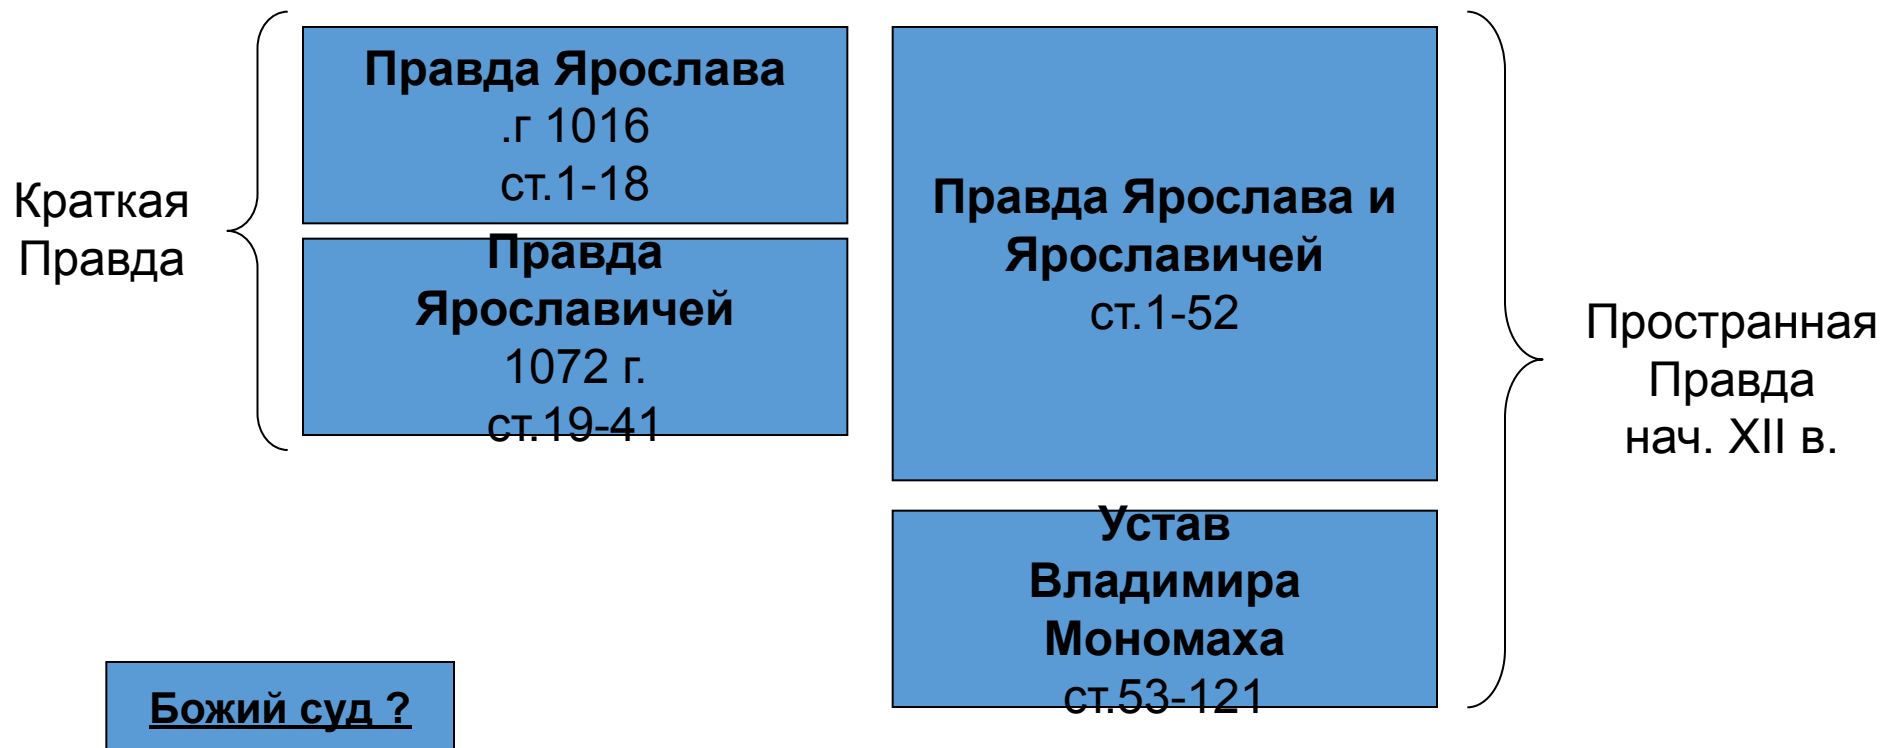 Краткая
Правда
Правда Ярослава
.г 1016
ст.1-18
Правда
Ярославичей
1072 г.
ст.19-41
Правда Ярослава и
Ярославичей
ст.1-52
Устав
Владимира
Мономаха
ст.53-121
Пространная
Правда
нач. XII в.
Божий суд ?